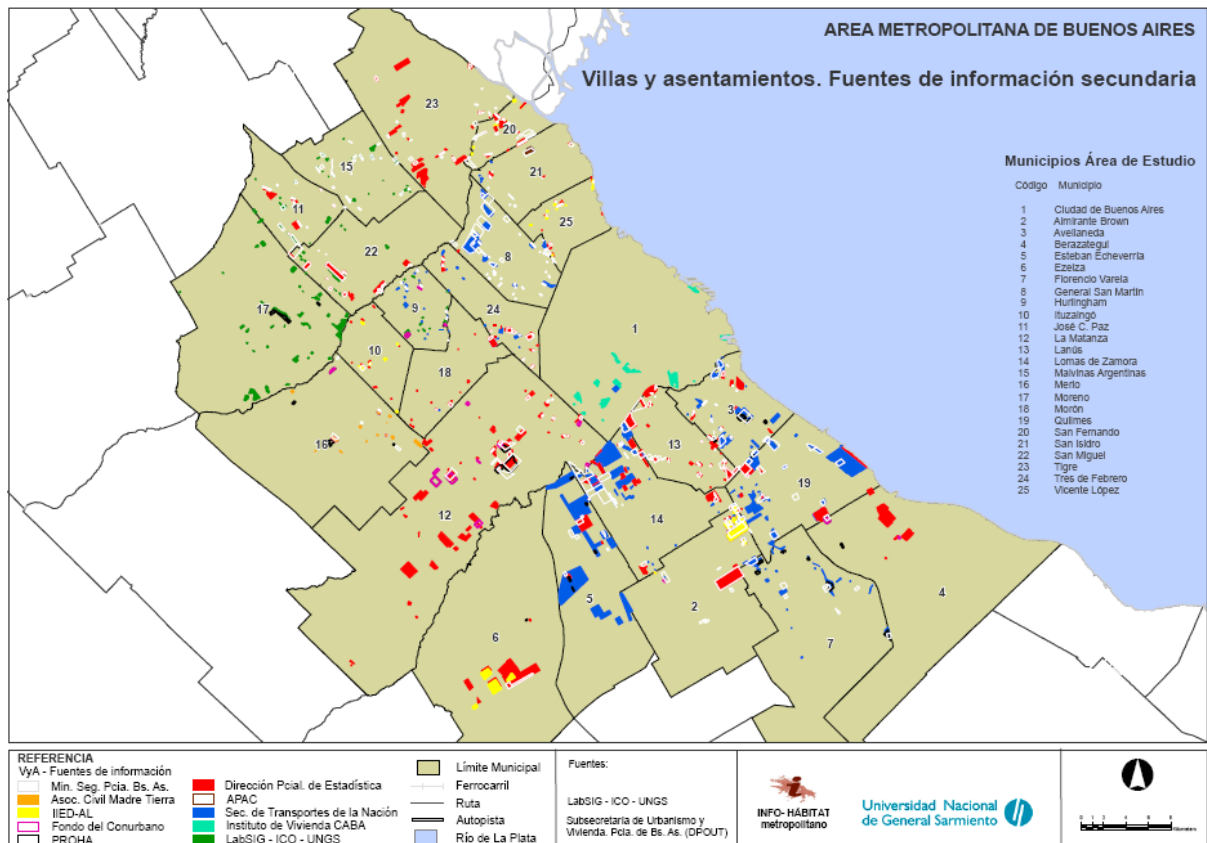 AREA METROPOLITANA DE BUENOS AIRES
Villas y asentamientos. Fuentes de información secundaria
Municipios Área de Estudio
Código Municipio
1 Ciudad de Buenos Aires
2 Almirante Brown
3 Avellaneda
4 Berazategui
5 Esteban Echeverría
6 Ezeiza
7 Florencio Varela
8 General San Martín
9 Hurlingham
10 Ituzaingó
11 José C. Paz
12 La Matanza
13 Lanús
14 Lomas de Zamora
15 Malvinas Argentinas
16 Merlo
17 Moreno
18 Morón
19 Quilmes
20 San Fernando
21 San Isidro
22 San Miguel
23 Tigre
24 Tres de Febrero
25 Vicente López
23
20
15
21
11
25
22
8
17
9
24
1
10
18
3
16
13
19
12
14
5
2
4
6
7
REFERENCIA
VyA - Fuentes de información
Min. Seg. Pcia. Bs. As.
Asoc. Civil Madre Tierra
IIED-AL
Fondo del Conurbano
PROHA
Dirección Pcial. de Estadística
APAC
Sec. de Transportes de la Nación
Instituto de Vivienda CABA
LabSIG - ICO - UNGS
Límite Municipal
Ferrocarril
Ruta
Autopista
Río de La Plata
Fuentes:
LabSIG - ICO - UNGS
Subsecretaria de Urbanismo y
Vivienda. Pcia. de Bs. As. (DPOUT)
INFO-HÁBITAT
metropolitano
Universidad Nacional
de General Sarmiento